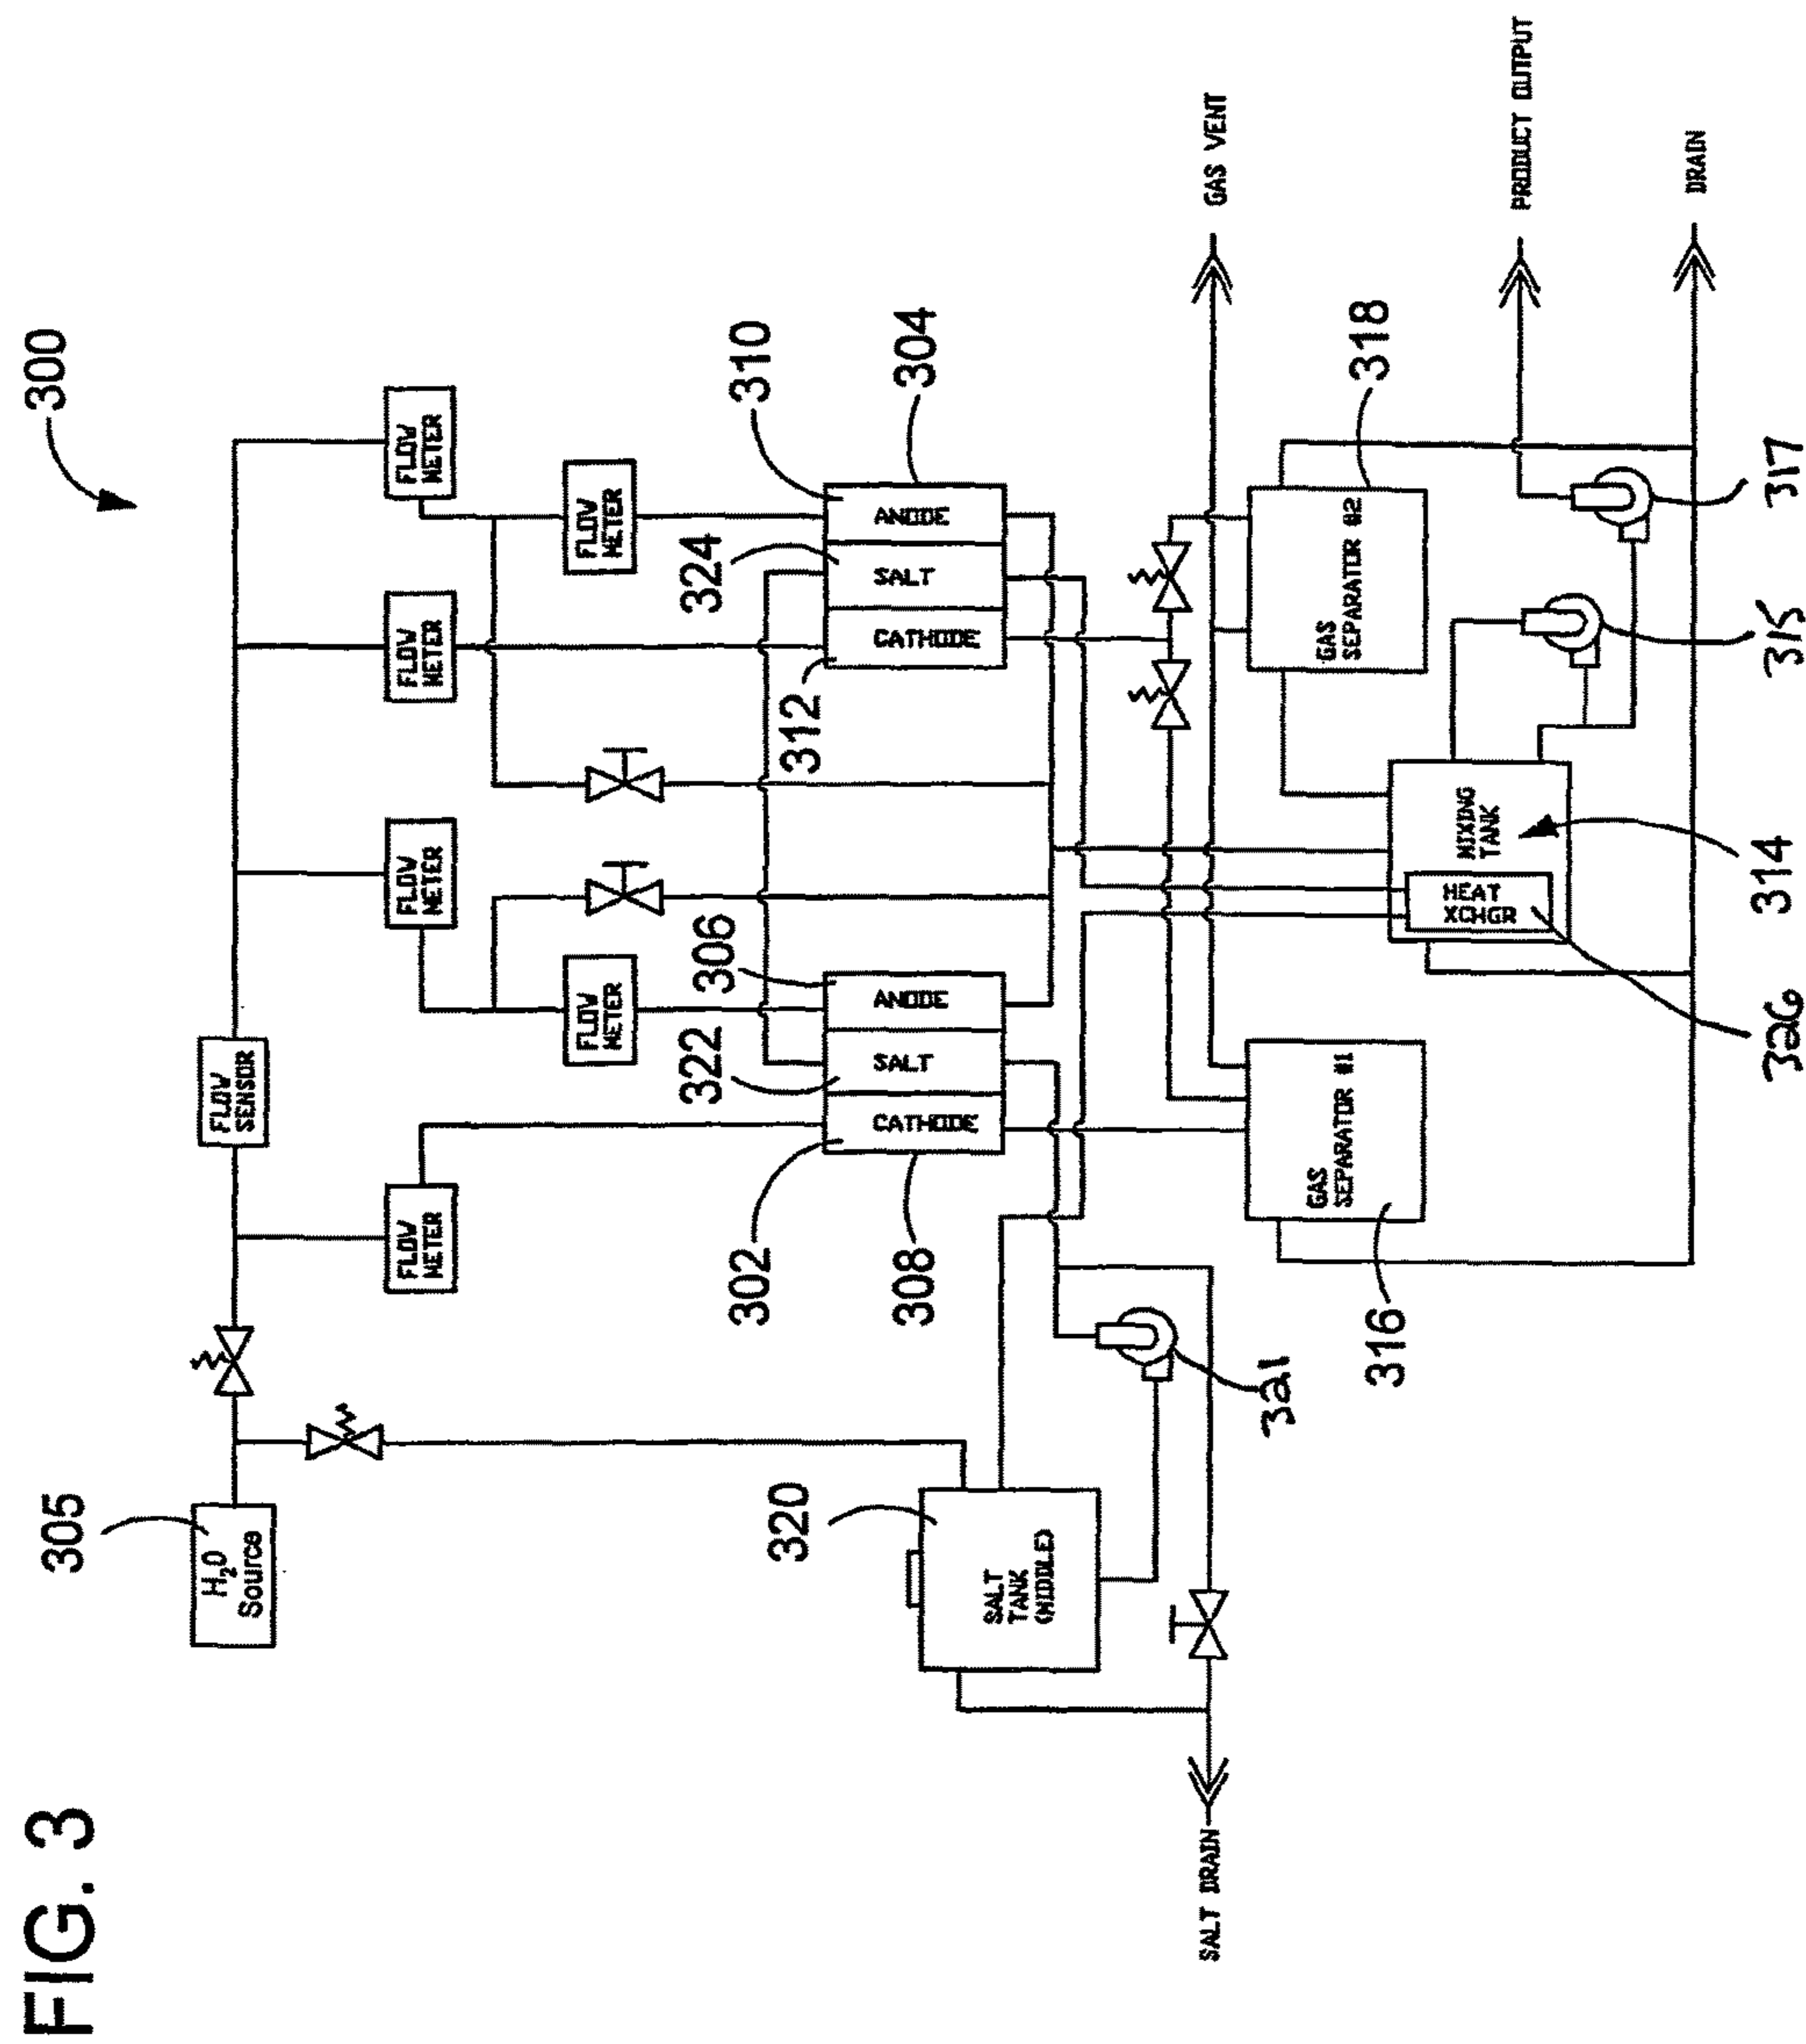 FIG. 3
300
305
H₂O
Source
FLOW
SENSOR
FLOW
METER
FLOW
METER
FLOW
METER
FLOW
METER
FLOW
METER
FLOW
METER
302
322
306
312
324
310
CATHODE
SALT
ANODE
CATHODE
SALT
ANODE
308
304
320
SALT
TANK
(MIDDLE)
321
SALT DRAIN
GAS VENT
GAS
SEPARATOR #1
316
GAS
SEPARATOR #2
318
HEAT
XCHGR
MIXING
TANK
326
314
315
317
PRODUCT OUTPUT
DRAIN